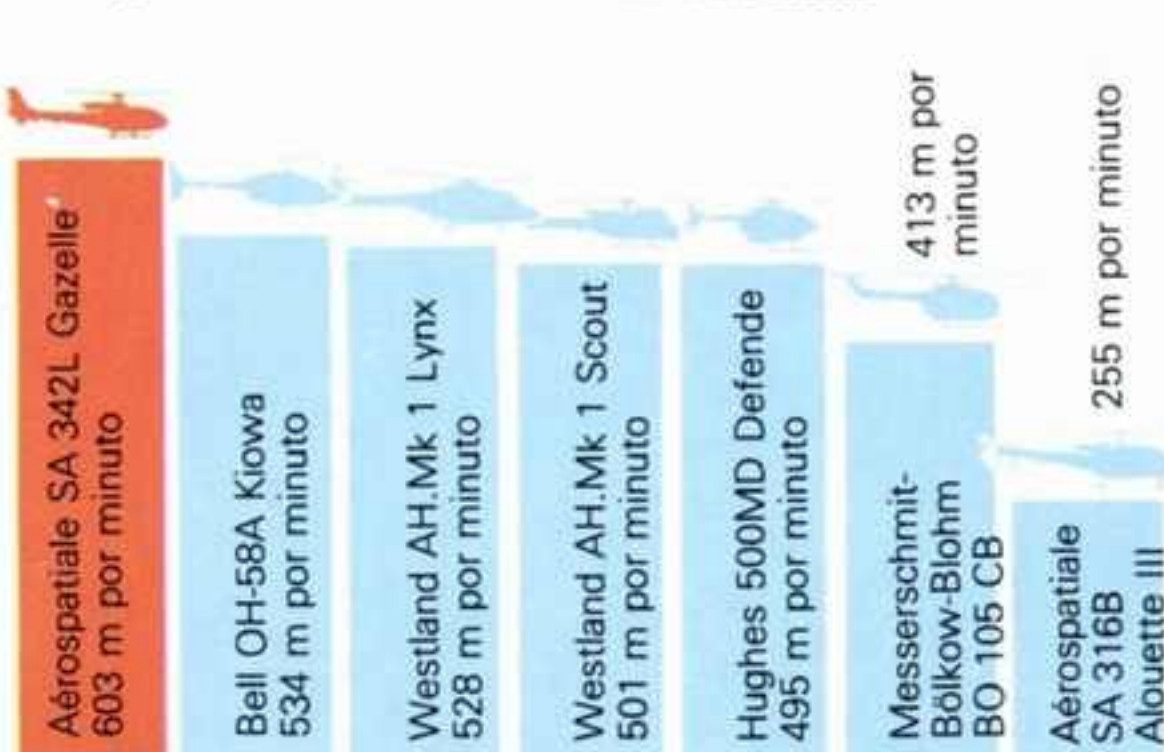 Aérospatiale SA 342L Gazelle
603 m por minuto
Bell OH-58A Kiowa
534 m por minuto
Westland AH.Mk 1 Lynx
528 m por minuto
Westland AH.Mk 1 Scout
501 m por minuto
Hughes 500MD Defende
495 m por minuto
Messerschmit-
Bölkow-Blohm
BO 105 CB
413 m por
minuto
Aérospatiale
SA 316B
Alouette III
255 m por minuto